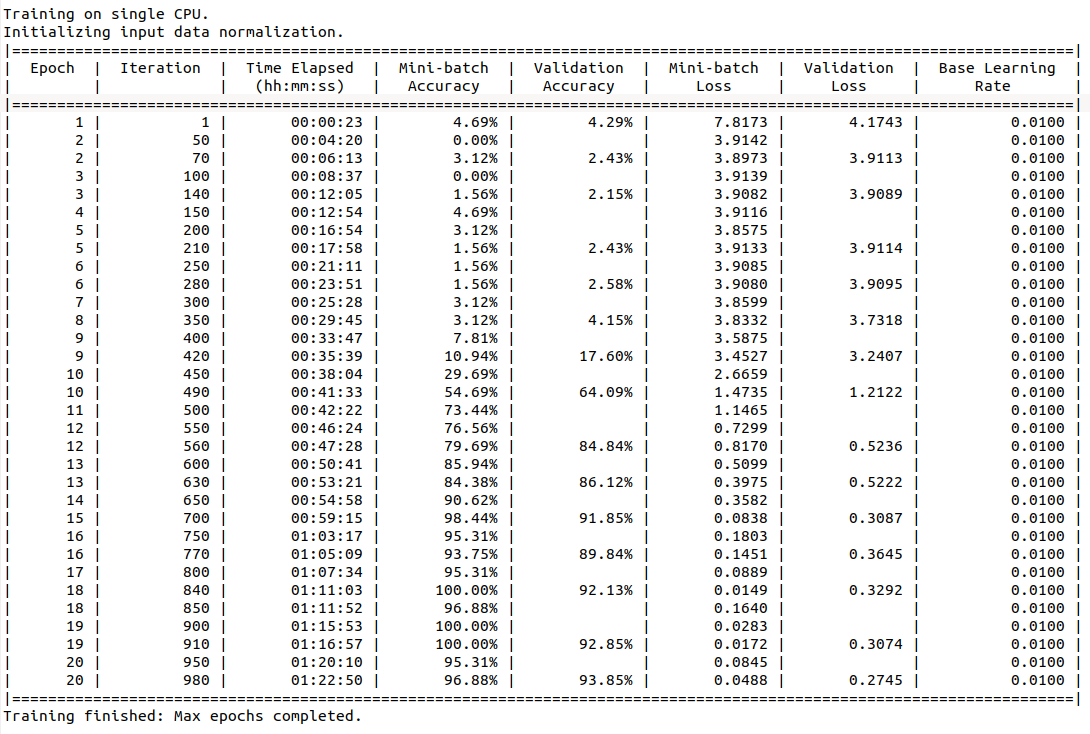 Training on single CPU.
Initializing input data normalization.
|======================================================================================================================|
|  Epoch  |  Iteration  |  Time Elapsed  |  Mini-batch  |  Validation  |  Mini-batch  |  Validation  |  Base Learning  |
|         |             |   (hh:mm:ss)   |   Accuracy   |   Accuracy   |     Loss     |     Loss     |      Rate       |
|======================================================================================================================|
|       1 |           1 |       00:00:23 |        4.69% |        4.29% |       7.8173 |       4.1743 |          0.0100 |
|       2 |          50 |       00:04:20 |        0.00% |              |       3.9142 |              |          0.0100 |
|       2 |          70 |       00:06:13 |        3.12% |        2.43% |       3.8973 |       3.9113 |          0.0100 |
|       3 |         100 |       00:08:37 |        0.00% |              |       3.9139 |              |          0.0100 |
|       3 |         140 |       00:12:05 |        1.56% |        2.15% |       3.9082 |       3.9089 |          0.0100 |
|       4 |         150 |       00:12:54 |        4.69% |              |       3.9116 |              |          0.0100 |
|       5 |         200 |       00:16:54 |        3.12% |              |       3.8575 |              |          0.0100 |
|       5 |         210 |       00:17:58 |        1.56% |        2.43% |       3.9133 |       3.9114 |          0.0100 |
|       6 |         250 |       00:21:11 |        1.56% |              |       3.9085 |              |          0.0100 |
|       6 |         280 |       00:23:51 |        1.56% |        2.58% |       3.9080 |       3.9095 |          0.0100 |
|       7 |         300 |       00:25:28 |        3.12% |              |       3.8599 |              |          0.0100 |
|       8 |         350 |       00:29:45 |        3.12% |        4.15% |       3.8332 |       3.7318 |          0.0100 |
|       9 |         400 |       00:33:47 |        7.81% |              |       3.5875 |              |          0.0100 |
|       9 |         420 |       00:35:39 |       10.94% |       17.60% |       3.4527 |       3.2407 |          0.0100 |
|      10 |         450 |       00:38:04 |       29.69% |              |       2.6659 |              |          0.0100 |
|      10 |         490 |       00:41:33 |       54.69% |       64.09% |       1.4735 |       1.2122 |          0.0100 |
|      11 |         500 |       00:42:22 |       73.44% |              |       1.1465 |              |          0.0100 |
|      12 |         550 |       00:46:24 |       76.56% |              |       0.7299 |              |          0.0100 |
|      12 |         560 |       00:47:28 |       79.69% |       84.84% |       0.8170 |       0.5236 |          0.0100 |
|      13 |         600 |       00:50:41 |       85.94% |              |       0.5099 |              |          0.0100 |
|      13 |         630 |       00:53:21 |       84.38% |       86.12% |       0.3975 |       0.5222 |          0.0100 |
|      14 |         650 |       00:54:58 |       90.62% |              |       0.3582 |              |          0.0100 |
|      15 |         700 |       00:59:15 |       98.44% |       91.85% |       0.0838 |       0.3087 |          0.0100 |
|      16 |         750 |       01:03:17 |       95.31% |              |       0.1803 |              |          0.0100 |
|      16 |         770 |       01:05:09 |       93.75% |       89.84% |       0.1451 |       0.3645 |          0.0100 |
|      17 |         800 |       01:07:34 |       95.31% |              |       0.0889 |              |          0.0100 |
|      18 |         840 |       01:11:03 |      100.00% |       92.13% |       0.0149 |       0.3292 |          0.0100 |
|      18 |         850 |       01:11:52 |       96.88% |              |       0.1640 |              |          0.0100 |
|      19 |         900 |       01:15:53 |      100.00% |              |       0.0283 |              |          0.0100 |
|      19 |         910 |       01:16:57 |      100.00% |       92.85% |       0.0172 |       0.3074 |          0.0100 |
|      20 |         950 |       01:20:10 |       95.31% |              |       0.0845 |              |          0.0100 |
|      20 |         980 |       01:22:50 |       96.88% |       93.85% |       0.0488 |       0.2745 |          0.0100 |
|======================================================================================================================|
Training finished: Max epochs completed.